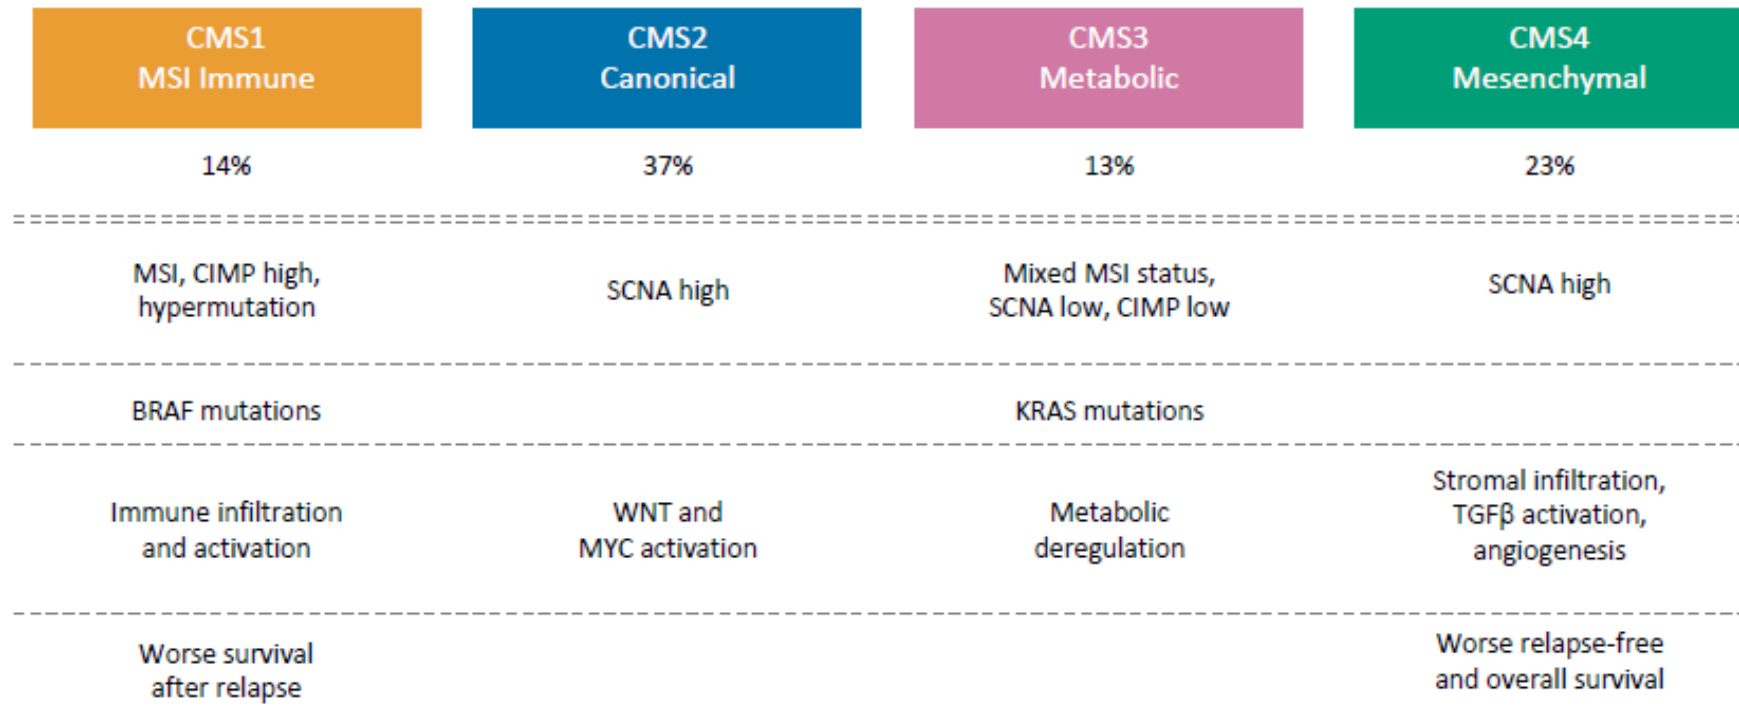 CMS1
MSI Immune
CMS2
Canonical
CMS3
Metabolic
CMS4
Mesenchymal
14%
37%
13%
23%
MSI, CIMP high,
hypermutation
SCNA high
Mixed MSI status,
SCNA low, CIMP low
SCNA high
BRAF mutations
KRAS mutations
Immune infiltration
and activation
WNT and
MYC activation
Metabolic
deregulation
Stromal infiltration,
TGFβ activation,
angiogenesis
Worse survival
after relapse
Worse relapse-free
and overall survival